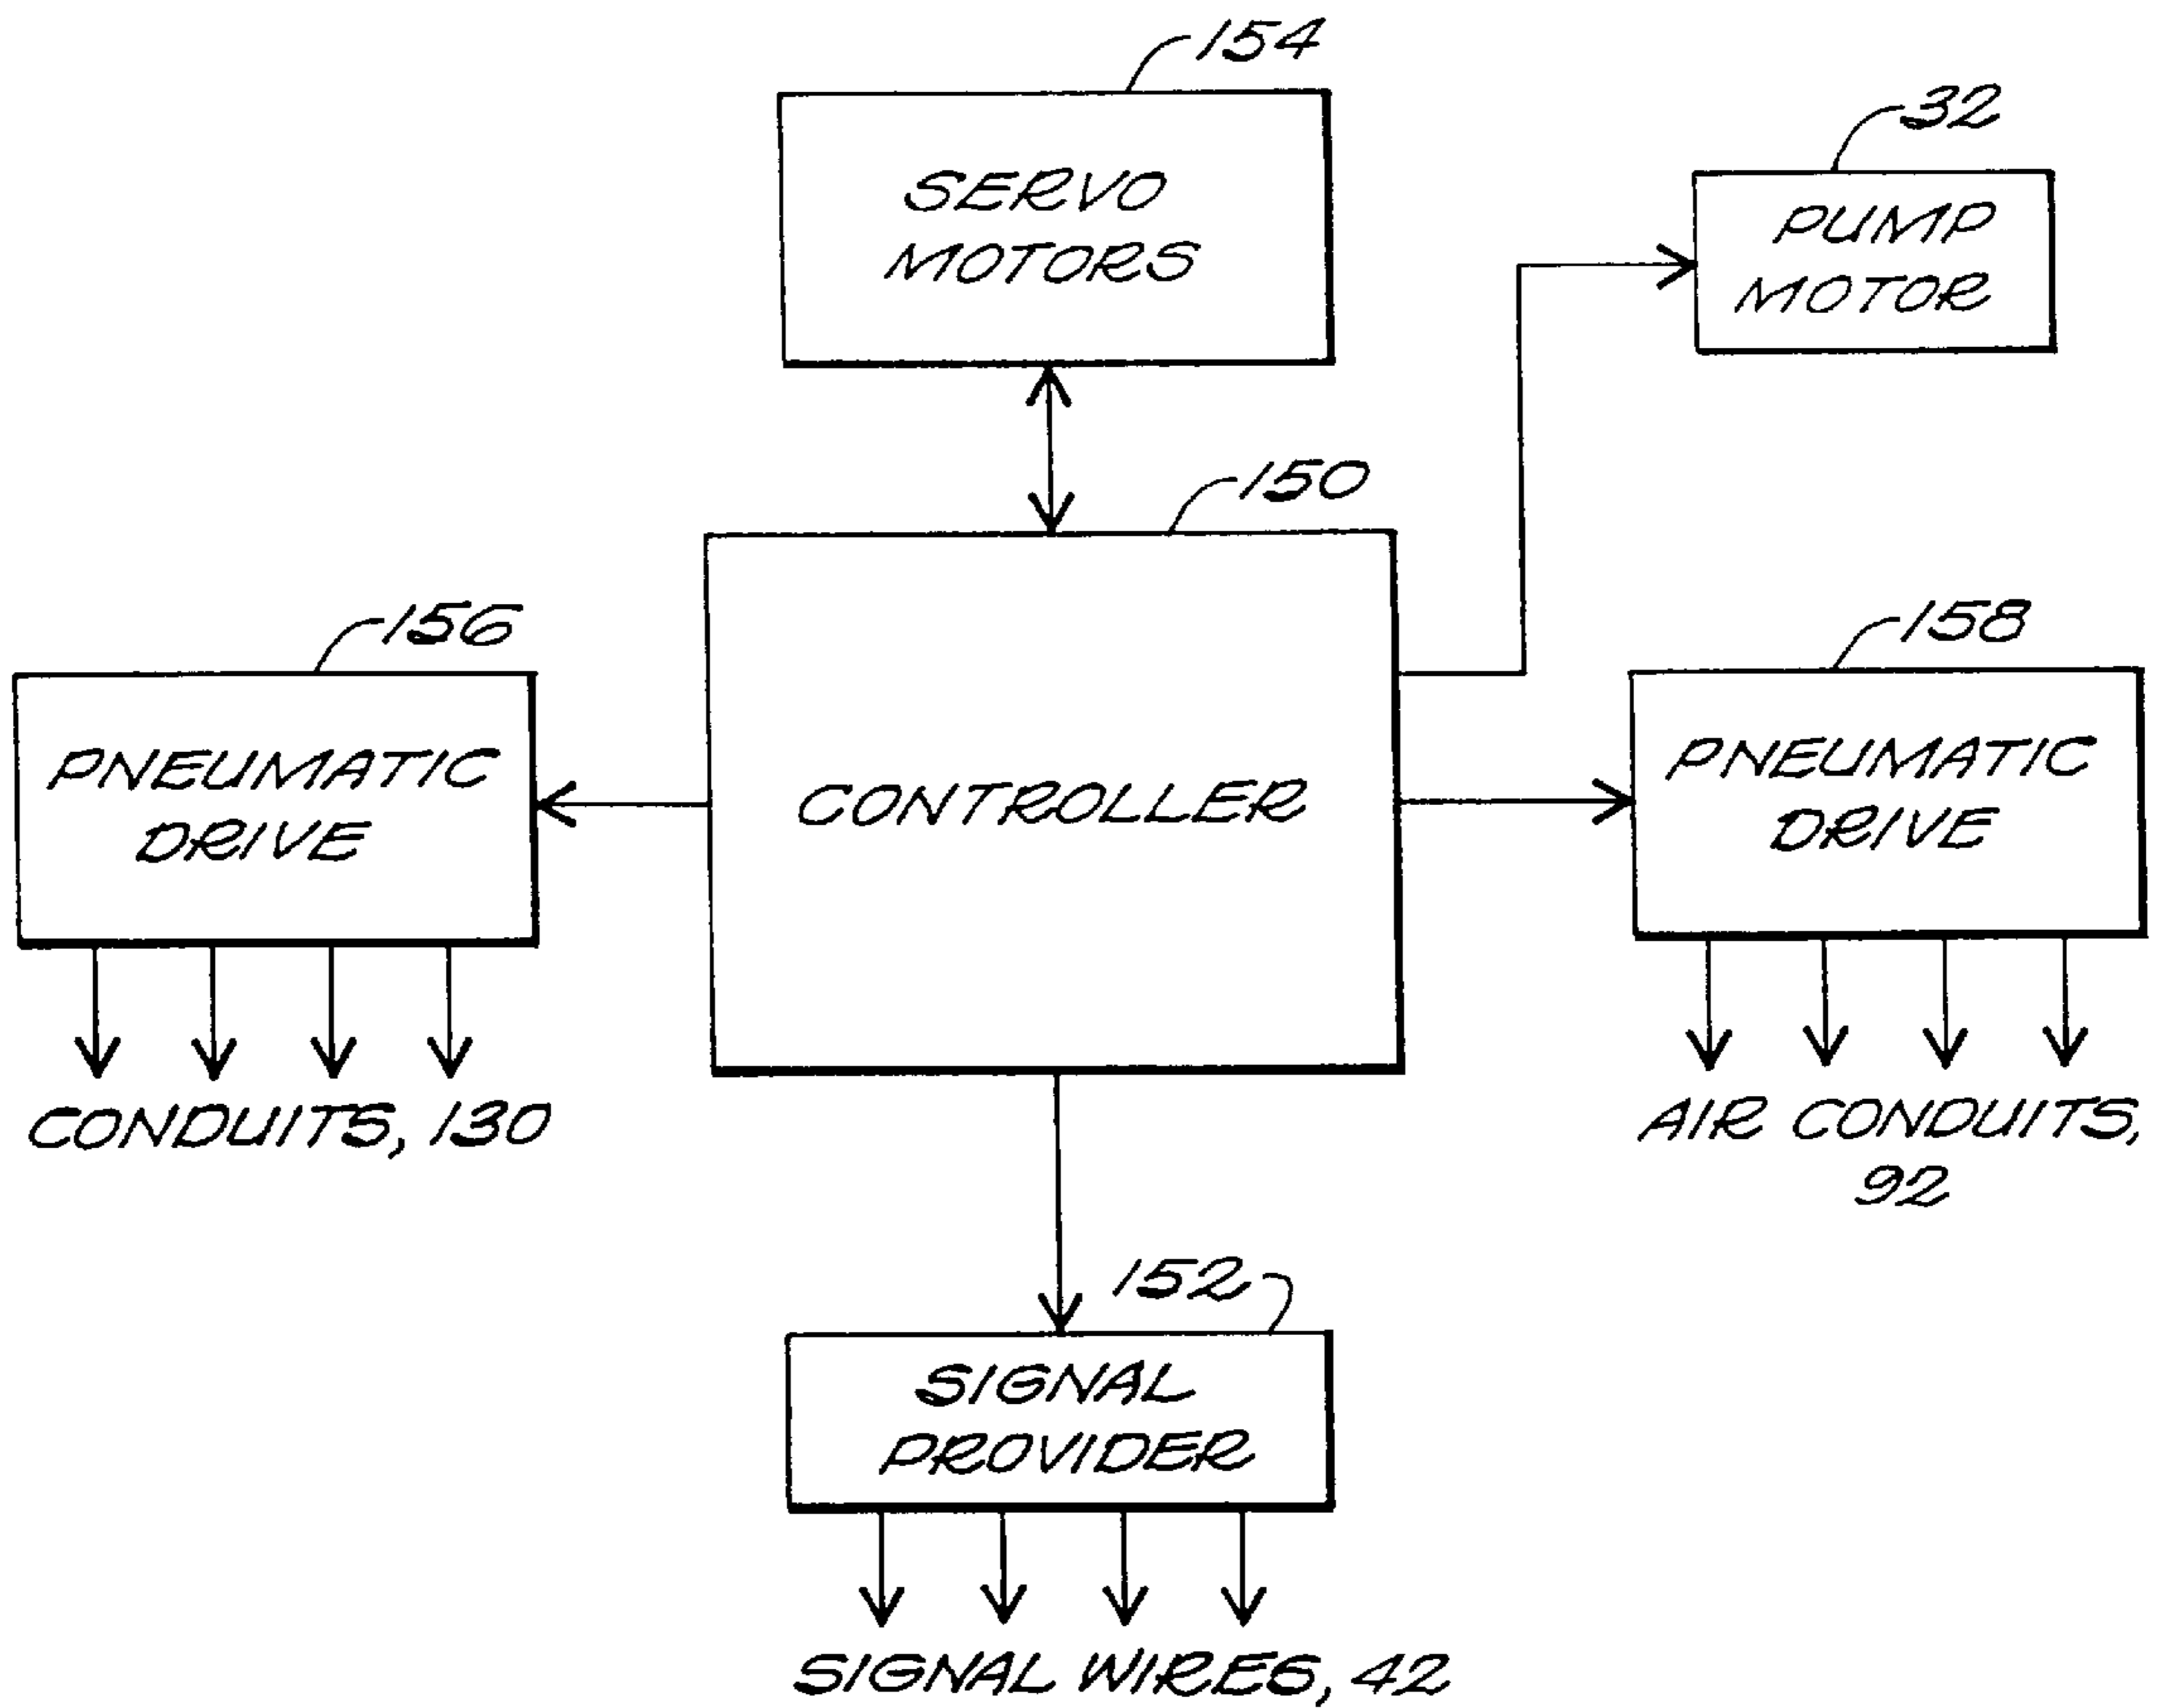 154
SERVO
MOTORS
32
PUMP
MOTOR
150
CONTROLLER
156
PNEUMATIC
DRIVE
CONDUITS, 130
158
PNEUMATIC
DRIVE
AIR CONDUITS,
92
152
SIGNAL
PROVIDER
SIGNAL WIRES, 42